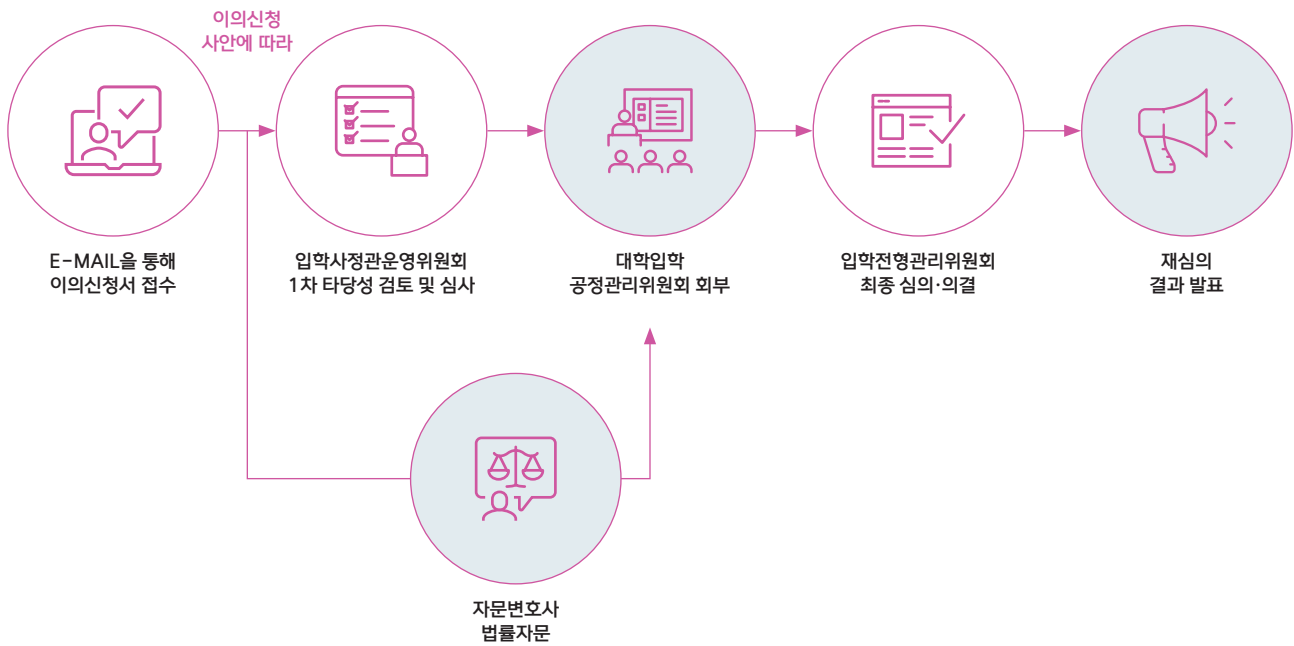 이의신청
사안에 따라
E-MAIL을 통해
이의신청서 접수
입학사정관운영위원회
1차 타당성 검토 및 심사
대학입학
공정관리위원회 회부
입학전형관리위원회
최종 심의·의결
재심의
결과 발표
자문변호사
법률자문